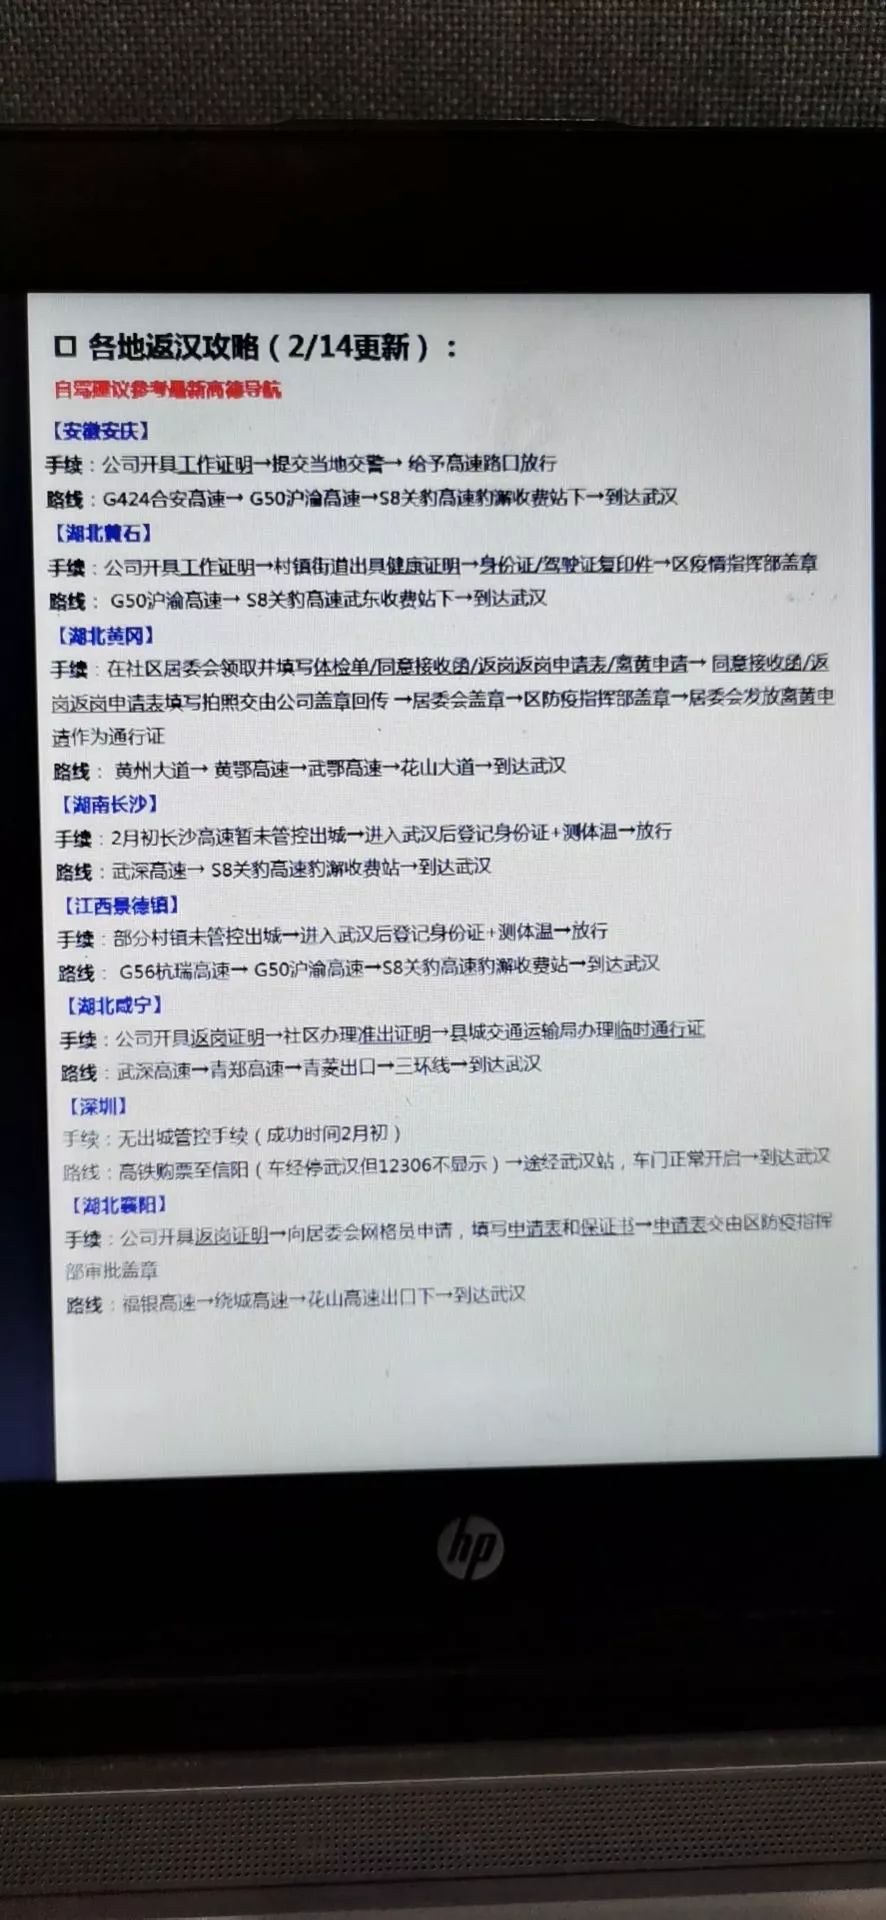 口 各地返汉攻略（2/14更新）：
自驾建议参考最新高德导航
【安徽安庆】
手续：公司开具工作证明→提交当地交警→ 给予高速路口放行
路线：G424合安高速→ G50沪渝高速→S8关豹高速豹澥收费站下→到达武汉
【湖北黄石】
手续：公司开具工作证明→村镇街道出具健康证明→身份证/驾驶证复印件→区疫情指挥部盖章
路线： G50沪渝高速→ S8关豹高速武东收费站下→到达武汉
【湖北黄冈】
手续：在社区居委会领取并填写体检单/同意接收函/返岗返岗申请表/离黄申请→ 同意接收函/返
岗返岗申请表填写拍照交由公司盖章回传 →居委会盖章→区防疫指挥部盖章→居委会发放离黄申
请作为通行证
路线： 黄州大道→ 黄鄂高速→武鄂高速→花山大道→到达武汉
【湖南长沙】
手续：2月初长沙高速暂未管控出城→进入武汉后登记身份证+测体温→放行
路线：武深高速→ S8关豹高速豹澥收费站→到达武汉
【江西景德镇】
手续：部分村镇未管控出城→进入武汉后登记身份证+测体温→放行
路线： G56杭瑞高速→ G50沪渝高速→S8关豹高速豹澥收费站→到达武汉
【湖北咸宁】
手续：公司开具返岗证明→社区办理准出证明→县城交通运输局办理临时通行证
路线：武深高速→青郑高速→青菱出口→三环线→到达武汉
【深圳】
手续：无出城管控手续（成功时间2月初）
路线：高铁购票至信阳（车经停武汉但12306不显示）→途经武汉站，车门正常开启→到达武汉
【湖北襄阳】
手续：公司开具返岗证明→向居委会网格员申请，填写申请表和保证书→申请表交由区防疫指挥
部审批盖章
路线：福银高速→绕城高速→花山高速出口下→到达武汉
hp